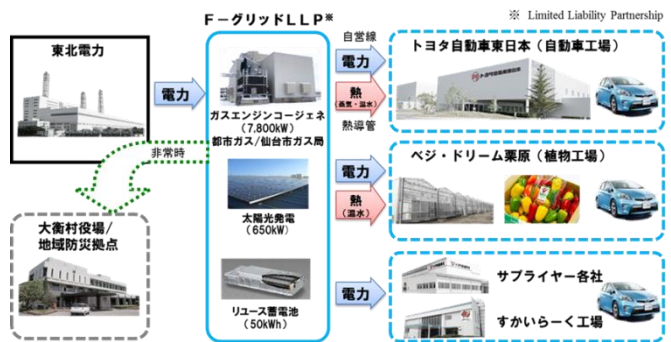 ※ Limited Liability Partnership
F－グリッドLLP※
東北電力
電力
非常時
大衡村役場/
地域防災拠点
ガスエンジンコージェネ
(7,800kW)
都市ガス/仙台市ガス局
太陽光発電
(650kW)
リユース蓄電池
(50kWh)
自営線
電力
熱
(蒸気・温水)
熱導管
トヨタ自動車東日本（自動車工場）
電力
熱
(温水)
ベジ・ドリーム栗原（植物工場）
電力
サプライヤー各社
すかいらーく工場